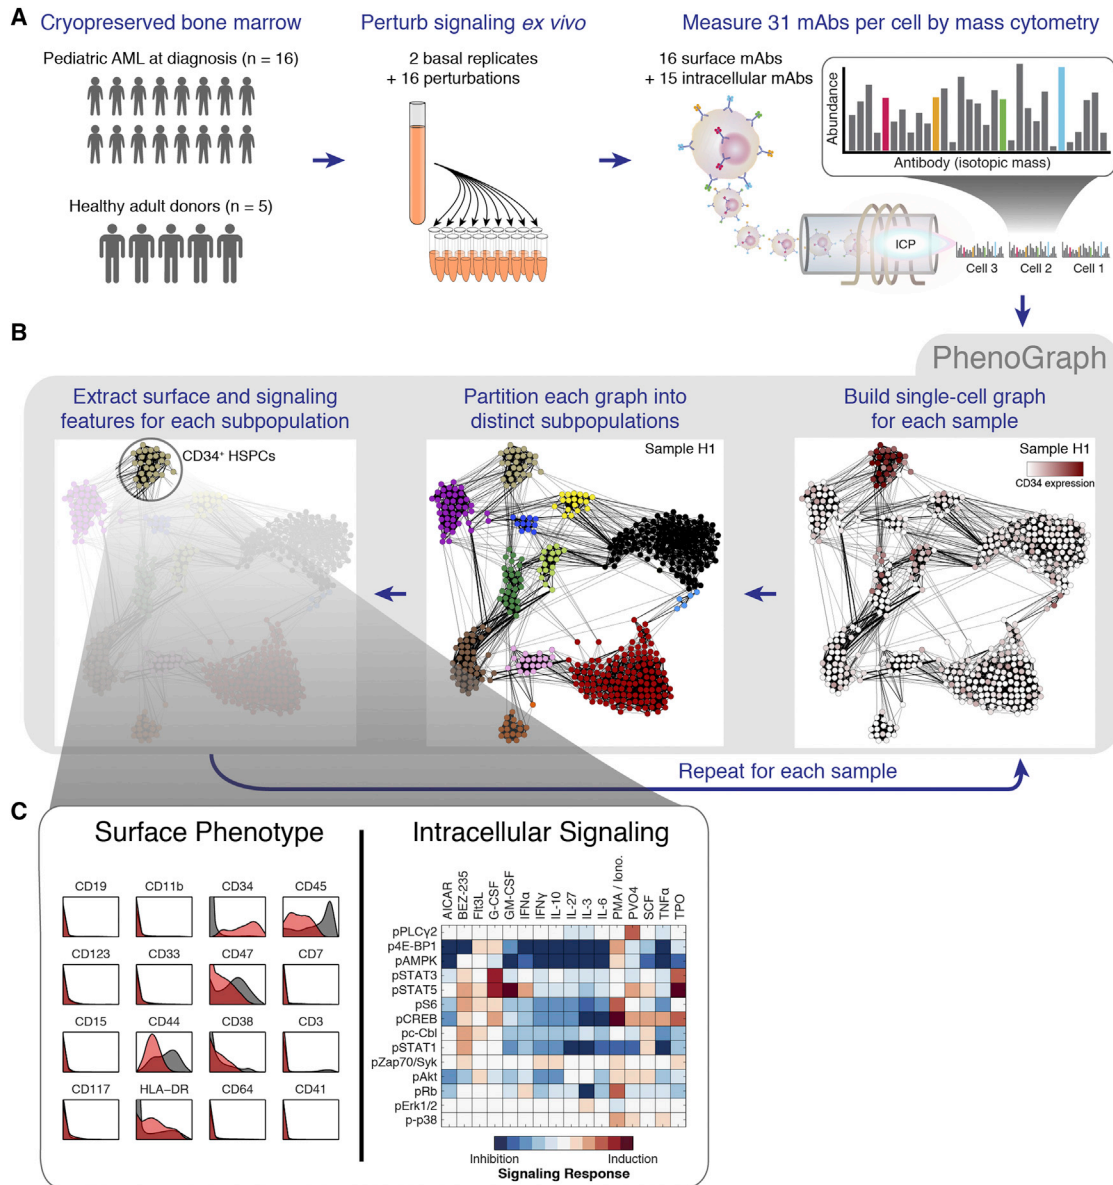 A
Cryopreserved bone marrow
Pediatric AML at diagnosis (n = 16)
Healthy adult donors (n = 5)
Perturb signaling ex vivo
2 basal replicates
+ 16 perturbations
Measure 31 mAbs per cell by mass cytometry
16 surface mAbs
+ 15 intracellular mAbs
Abundance
Antibody (isotopic mass)
ICP
Cell 3
Cell 2
Cell 1
B
PhenoGraph
Extract surface and signaling
features for each subpopulation
CD34⁺ HSPCs
Partition each graph into
distinct subpopulations
Sample H1
Build single-cell graph
for each sample
Sample H1
CD34 expression
Repeat for each sample
C
Surface Phenotype
CD19
CD11b
CD34
CD45
CD123
CD33
CD47
CD7
CD15
CD44
CD38
CD3
CD117
HLA–DR
CD64
CD41
Intracellular Signaling
AICAR
BEZ-235
Flt3L
G-CSF
GM-CSF
IFNα
IFNγ
IL-10
IL-27
IL-3
IL-6
PMA / Iono.
PVO4
SCF
TNFα
TPO
pPLCγ2
p4E-BP1
pAMPK
pSTAT3
pSTAT5
pS6
pCREB
pc-Cbl
pSTAT1
pZap70/Syk
pAkt
pRb
pErk1/2
p-p38
Inhibition
Induction
Signaling Response